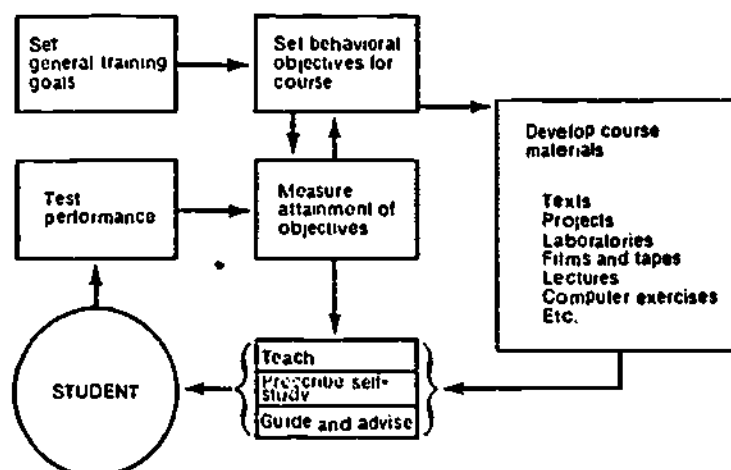 Set
general training
goals
Set behavioral
objectives for
course
Develop course
materials
Texts
Projects
Laboratories
Films and tapes
Lectures
Computer exercises
Etc.
Test
performance
Measure
attainment of
objectives
STUDENT
Teach
Prescribe self-
study
Guide and advise